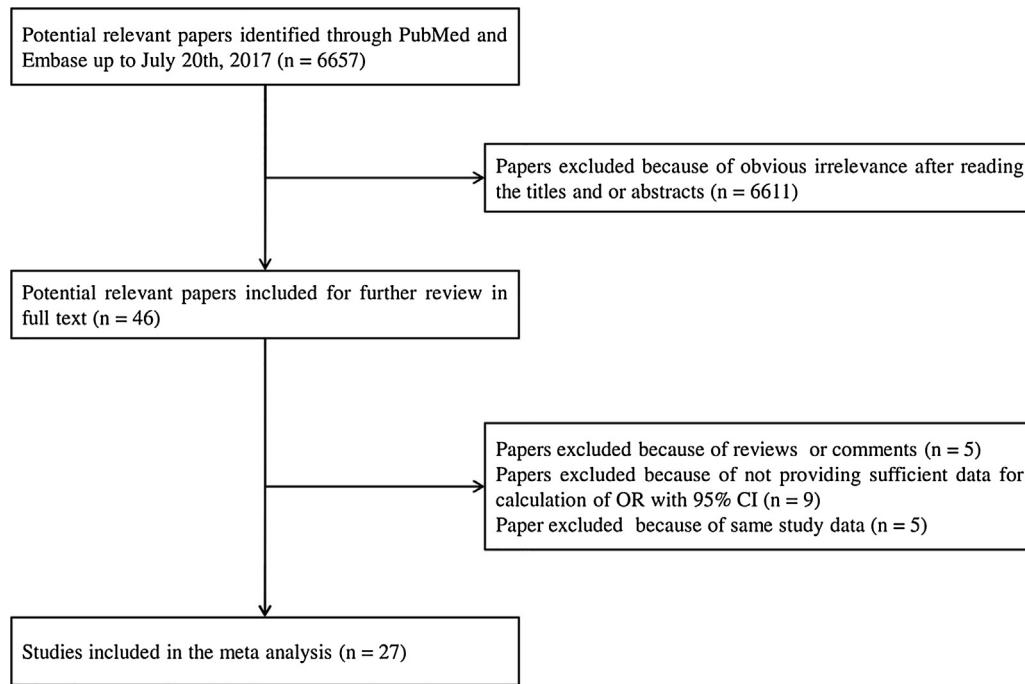 Potential relevant papers identified through PubMed and
Embase up to July 20th, 2017 (n = 6657)
Papers excluded because of obvious irrelevance after reading
the titles and or abstracts (n = 6611)
Potential relevant papers included for further review in
full text (n = 46)
Papers excluded because of reviews or comments (n = 5)
Papers excluded because of not providing sufficient data for
calculation of OR with 95% CI (n = 9)
Paper excluded because of same study data (n = 5)
Studies included in the meta analysis (n = 27)